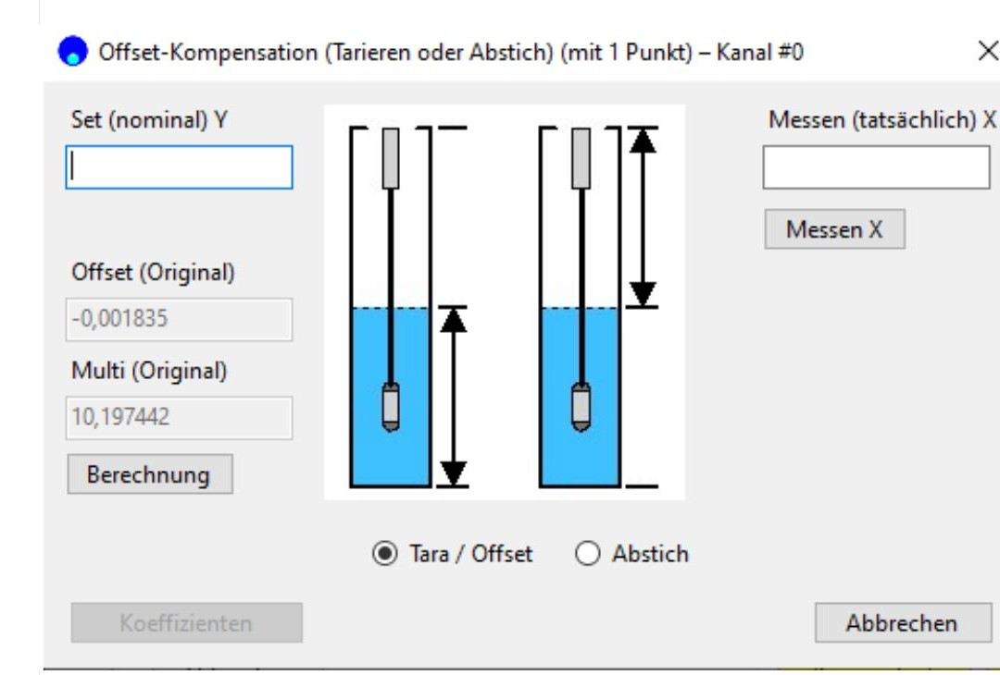 Offset-Kompensation (Tarieren oder Abstich) (mit 1 Punkt) – Kanal #0
Set (nominal) Y
Messen (tatsächlich) X
Messen X
Offset (Original)
-0,001835
Multi (Original)
10,197442
Berechnung
Tara / Offset
Abstich
Koeffizienten
Abbrechen